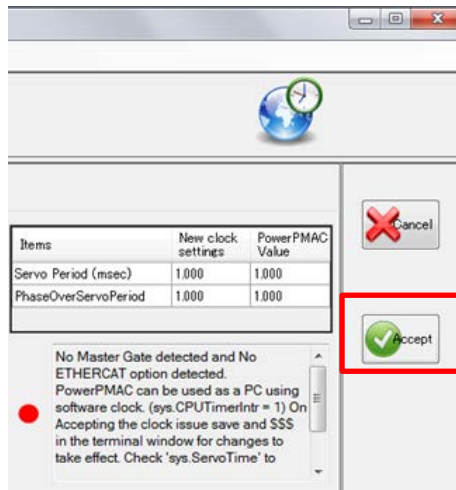 Cancel
Items New clock settings PowerPMAC Value
Servo Period (msec) 1.000 1.000
PhaseOverServoPeriod 1.000 1.000
Accept
No Master Gate detected and No
ETHERCAT option
detected.
PowerPMAC can be used as a PC using
software clock. (sys.CPUTimerIntr = 1) On
Accepting the clock issue save and $$$
in the terminal window for changes to
take effect. Check 'sys.ServoTime' to